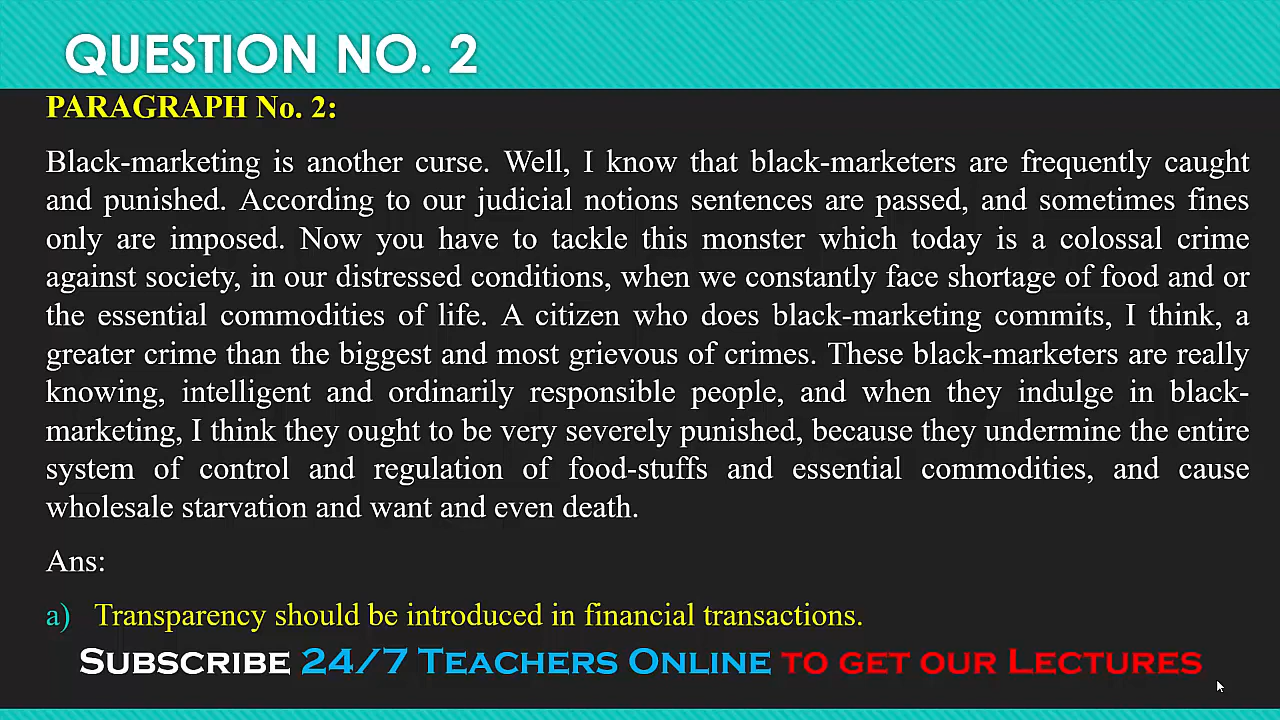 QUESTION NO. 2
PARAGRAPH No. 2:
Black-marketing is another curse. Well, I know that black-marketers are frequently caught
and punished. According to our judicial notions sentences are passed, and sometimes fines
only are imposed. Now you have to tackle this monster which today is a colossal crime
against society, in our distressed conditions, when we constantly face shortage of food and or
the essential commodities of life. A citizen who does black-marketing commits, I think, a
greater crime than the biggest and most grievous of crimes. These black-marketers are really
knowing, intelligent and ordinarily responsible people, and when they indulge in black-
marketing, I think they ought to be very severely punished, because they undermine the entire
system of control and regulation of food-stuffs and essential commodities, and cause
wholesale starvation and want and even death.
Ans:
a) Transparency should be introduced in financial transactions.
SUBSCRIBE 24/7 TEACHERS ONLINE TO GET OUR LECTURES